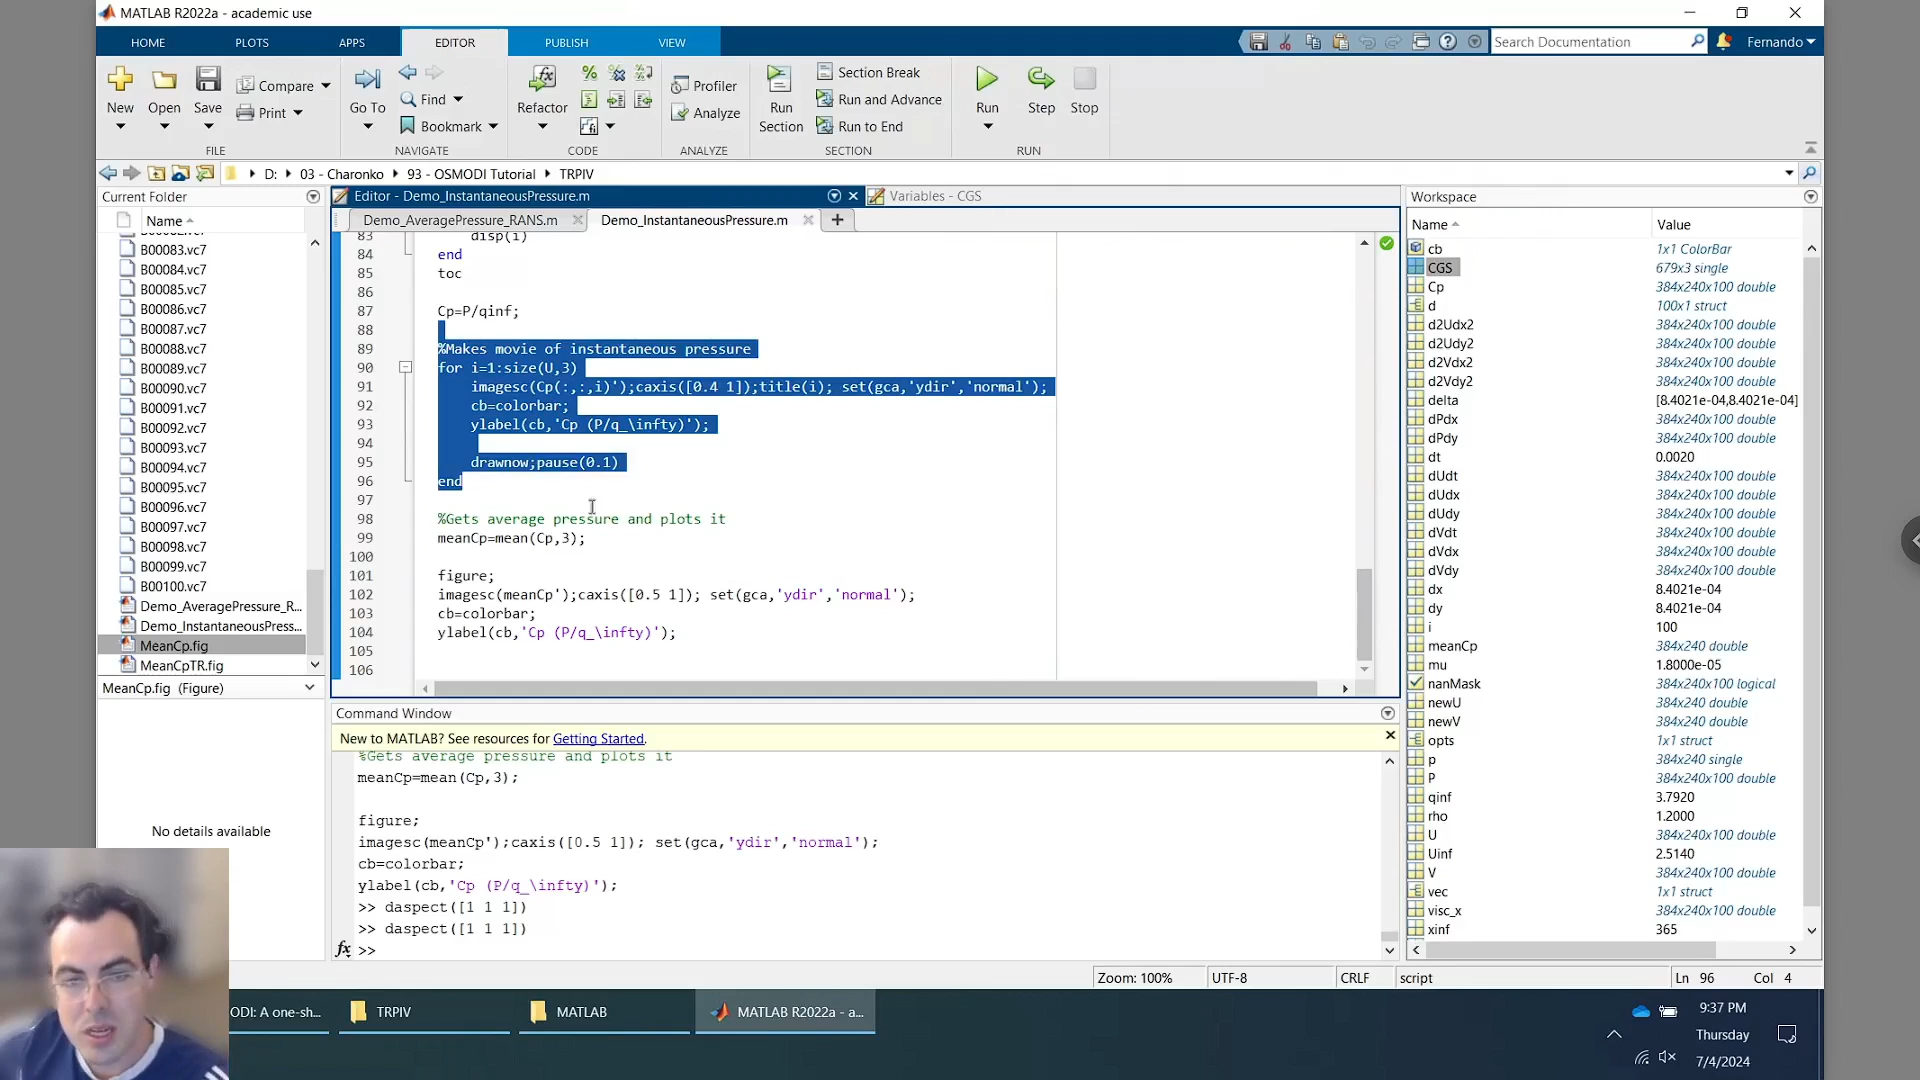 MATLAB R2022a - academic use
HOME PLOTS APPS EDITOR PUBLISH VIEW
Search Documentation
Fernando
New Open Save
Compare
Print
Go To
Find
Bookmark
Refactor
Profiler
Analyze
Run
Section
Section Break
Run and Advance
Run to End
Run Step Stop
FILE NAVIGATE CODE ANALYZE SECTION RUN
D: 03 - Charonko 93 - OSMODI Tutorial TRPIV
Current Folder
Name
B00083.vc7
B00084.vc7
B00085.vc7
B00086.vc7
B00087.vc7
B00088.vc7
B00089.vc7
B00090.vc7
B00091.vc7
B00092.vc7
B00093.vc7
B00094.vc7
B00095.vc7
B00096.vc7
B00097.vc7
B00098.vc7
B00099.vc7
B00100.vc7
Demo_AveragePressure_R...
Demo_InstantaneousPress...
MeanCp.fig
MeanCpTR.fig
MeanCp.fig (Figure)
No details available
Editor - Demo_InstantaneousPressure.m
Variables - CGS
Demo_AveragePressure_RANS.m
Demo_InstantaneousPressure.m
+
83 disp(i)
84 end
85 toc
86
87 Cp=P/qinf;
88
89 %Makes movie of instantaneous pressure
90 for i=1:size(U,3)
91 imagesc(Cp(:,:,i)');caxis([0.4 1]);title(i); set(gca,'ydir','normal');
92 cb=colorbar;
93 ylabel(cb,'Cp (P/q_\infty)');
94
95 drawnow;pause(0.1)
96 end
97
98 %Gets average pressure and plots it
99 meanCp=mean(Cp,3);
100
101 figure;
102 imagesc(meanCp');caxis([0.5 1]); set(gca,'ydir','normal');
103 cb=colorbar;
104 ylabel(cb,'Cp (P/q_\infty)');
105
106
Command Window
New to MATLAB? See resources for Getting Started.
%Gets average pressure and plots it
meanCp=mean(Cp,3);
figure;
imagesc(meanCp');caxis([0.5 1]); set(gca,'ydir','normal');
cb=colorbar;
ylabel(cb,'Cp (P/q_\infty)');
>> daspect([1 1 1])
>> daspect([1 1 1])
fx >>
Workspace
Name Value
cb 1x1 ColorBar
CGS 679x3 single
Cp 384x240x100 double
d 100x1 struct
d2Udx2 384x240x100 double
d2Udy2 384x240x100 double
d2Vdx2 384x240x100 double
d2Vdy2 384x240x100 double
delta [8.4021e-04,8.4021e-04]
dPdx 384x240x100 double
dPdy 384x240x100 double
dt 0.0020
dUdt 384x240x100 double
dUdx 384x240x100 double
dUdy 384x240x100 double
dVdt 384x240x100 double
dVdx 384x240x100 double
dVdy 384x240x100 double
dx 8.4021e-04
dy 8.4021e-04
i 100
meanCp 384x240 double
mu 1.8000e-05
nanMask 384x240x100 logical
newU 384x240 double
newV 384x240 double
opts 1x1 struct
p 384x240 single
P 384x240x100 double
qinf 3.7920
rho 1.2000
U 384x240x100 double
Uinf 2.5140
V 384x240x100 double
vec 1x1 struct
visc_x 384x240x100 double
xinf 365
Zoom: 100% UTF-8 CRLF script Ln 96 Col 4
ODI: A one-sh...
TRPIV
MATLAB
MATLAB R2022a - a...
9:37 PM
Thursday
7/4/2024